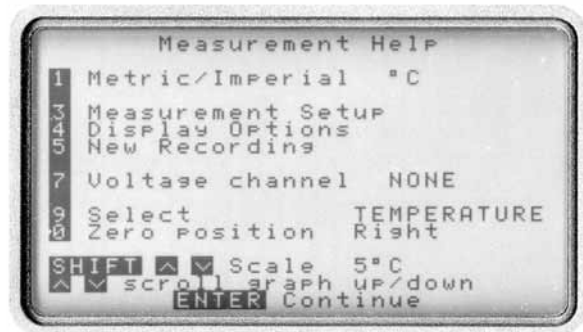 Measurement Help
1 Metric/Imperial °C
3 Measurement Setup
4 Display Options
5 New Recording
7 Voltage channel NONE
9 Select TEMPERATURE
0 Zero position Right
SHIFT ∧ ∨ Scale 5°C
∧ ∨ scroll graph up/down
ENTER Continue